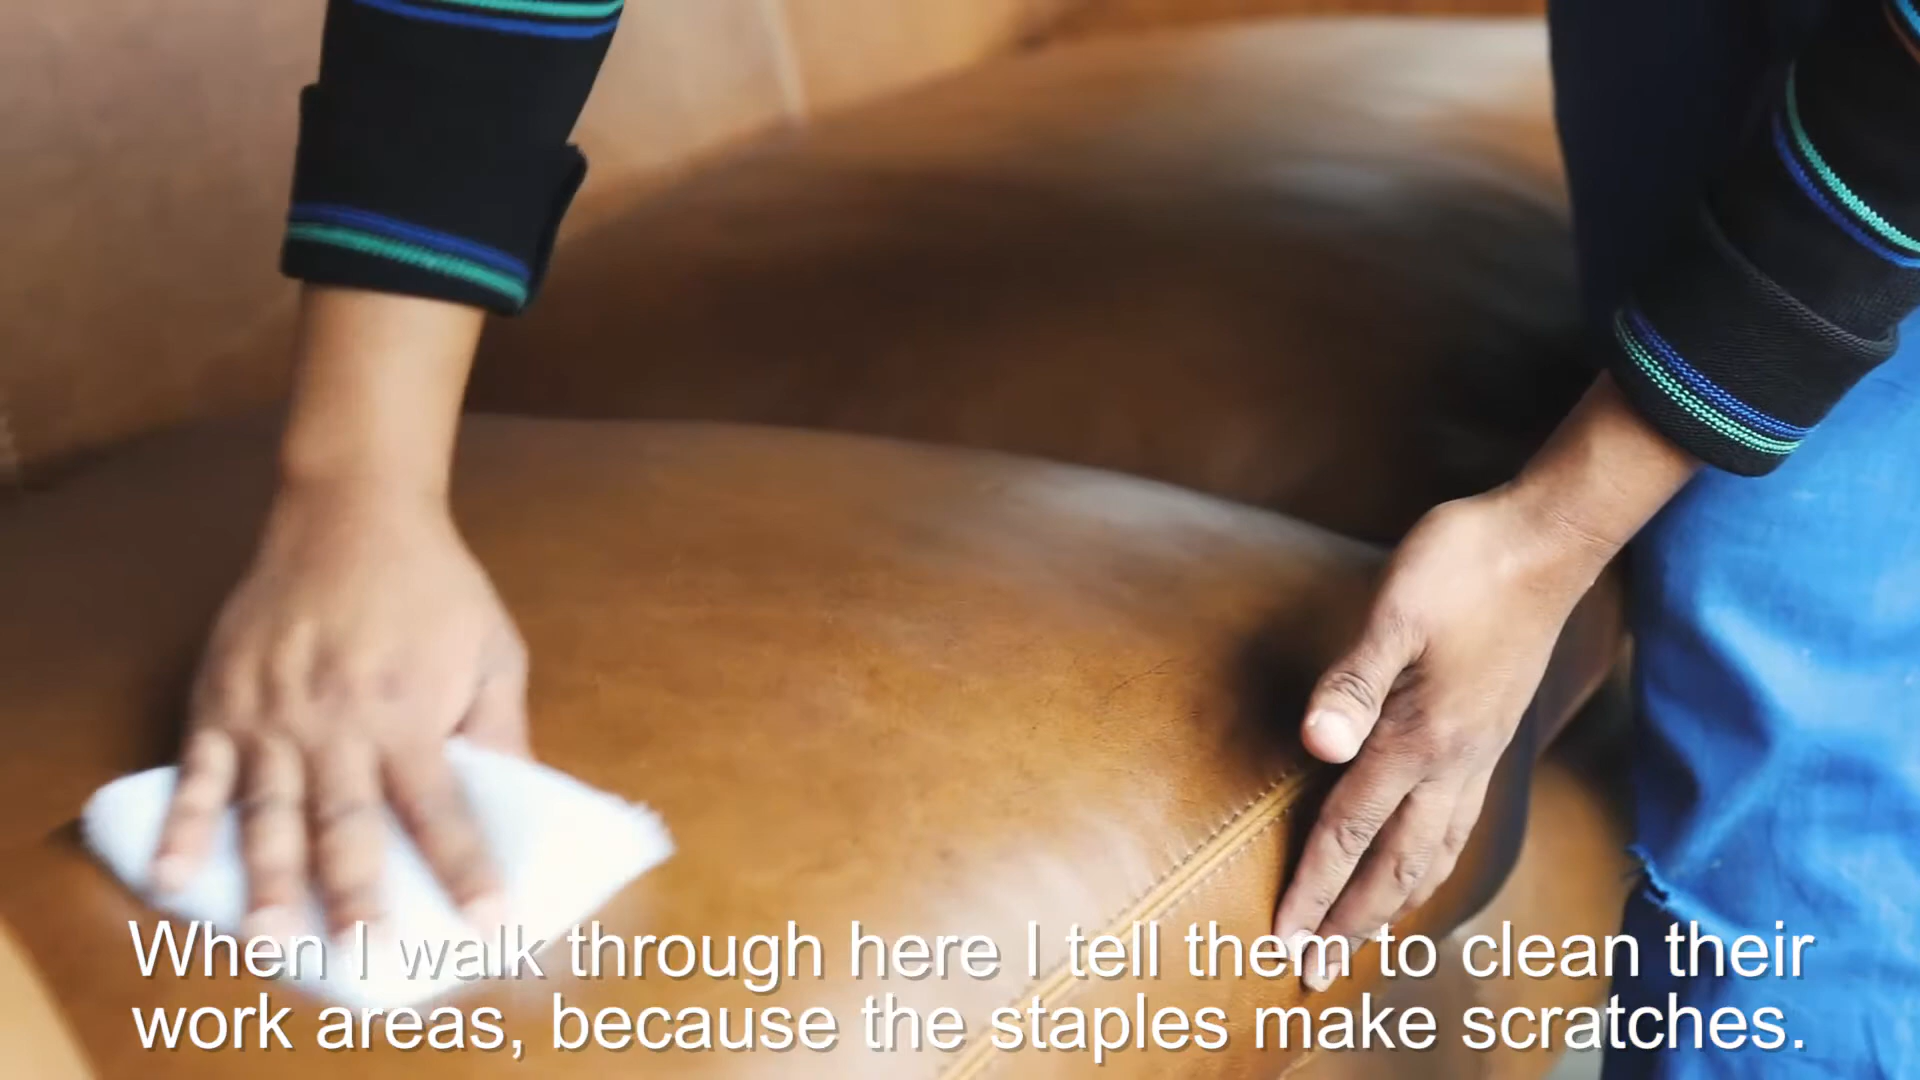 When I walk through here I tell them to clean their
work areas, because the staples make scratches.